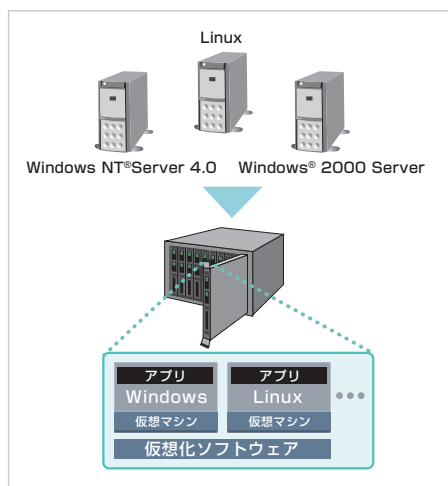 Linux
Windows NT®Server 4.0
Windows® 2000 Server
アプリ
Windows
仮想マシン
アプリ
Linux
仮想マシン
仮想化ソフトウェア